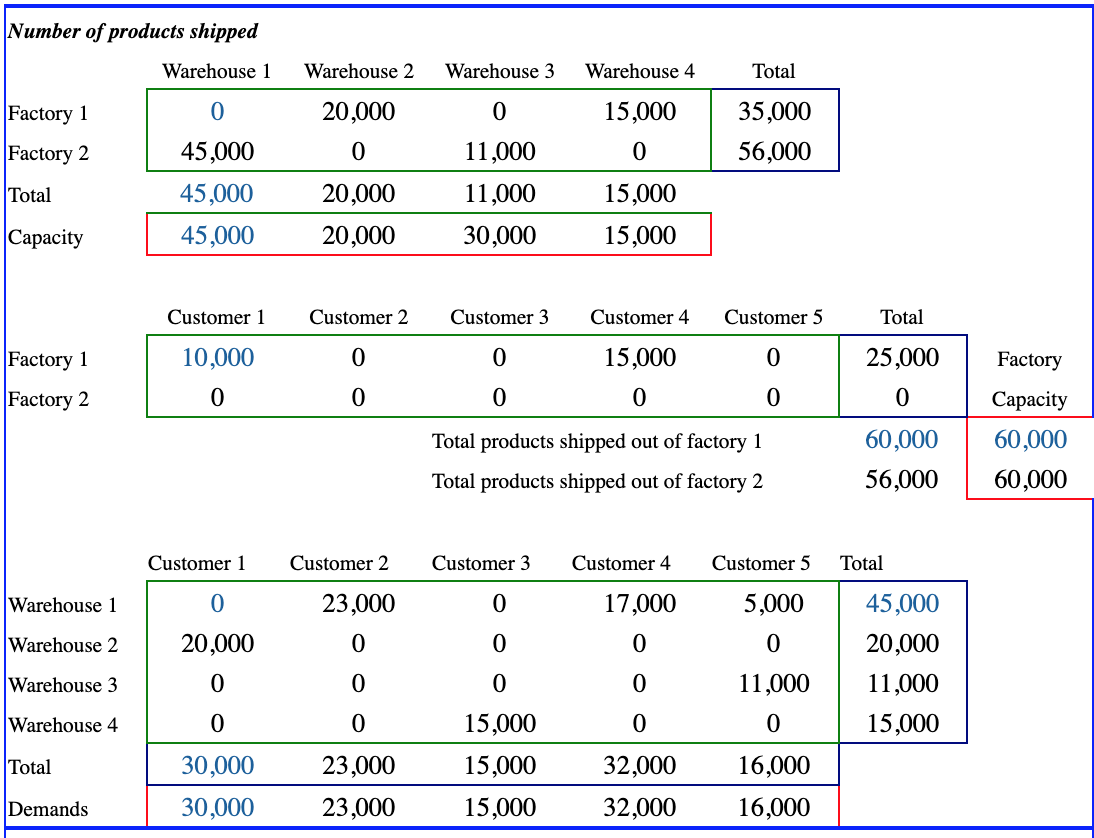 Number of products shipped
Warehouse 1 Warehouse 2 Warehouse 3 Warehouse 4 Total
Factory 1 0 20,000 0 15,000 35,000
Factory 2 45,000 0 11,000 0 56,000
Total 45,000 20,000 11,000 15,000
Capacity 45,000 20,000 30,000 15,000
Customer 1 Customer 2 Customer 3 Customer 4 Customer 5 Total
Factory 1 10,000 0 0 15,000 0 25,000 Factory
Factory 2 0 0 0 0 0 0 Capacity
Total products shipped out of factory 1 60,000 60,000
Total products shipped out of factory 2 56,000 60,000
Customer 1 Customer 2 Customer 3 Customer 4 Customer 5 Total
Warehouse 1 0 23,000 0 17,000 5,000 45,000
Warehouse 2 20,000 0 0 0 0 20,000
Warehouse 3 0 0 0 0 11,000 11,000
Warehouse 4 0 0 15,000 0 0 15,000
Total 30,000 23,000 15,000 32,000 16,000
Demands 30,000 23,000 15,000 32,000 16,000